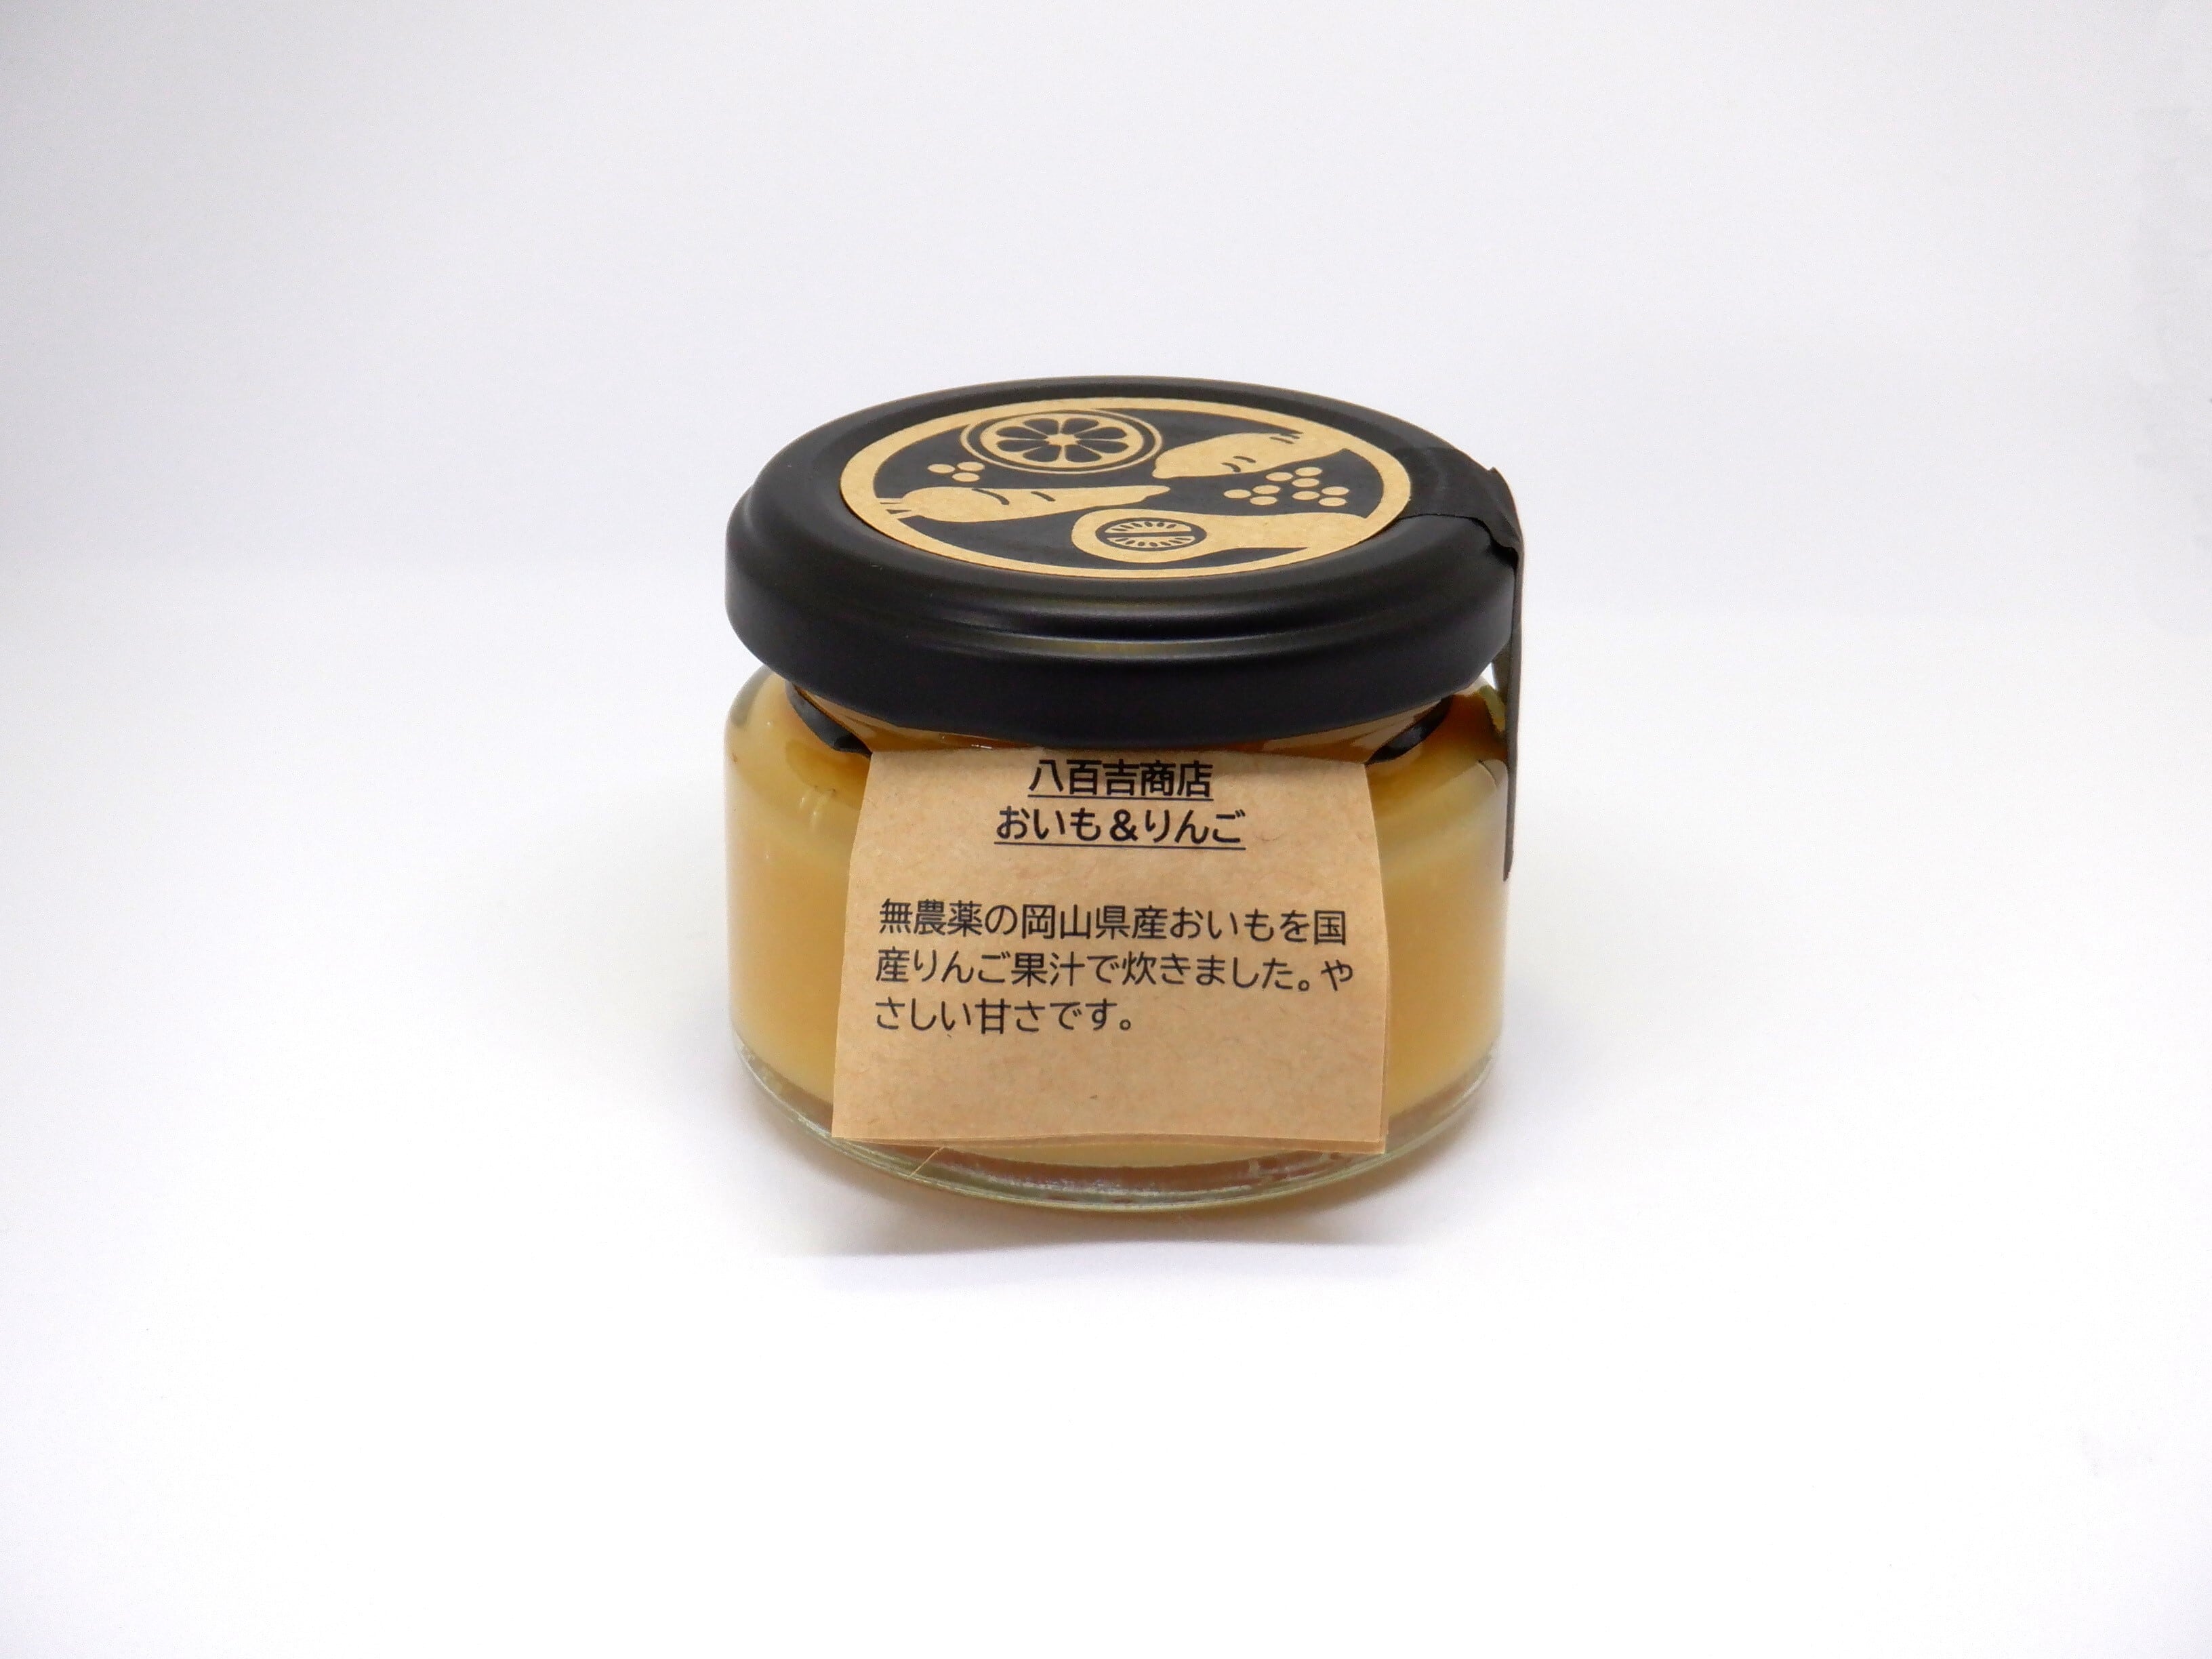 八百吉商店
おいも＆りんご
無農薬の岡山県産おいもを国
産りんご果汁で炊きました。や
さしい甘さです。